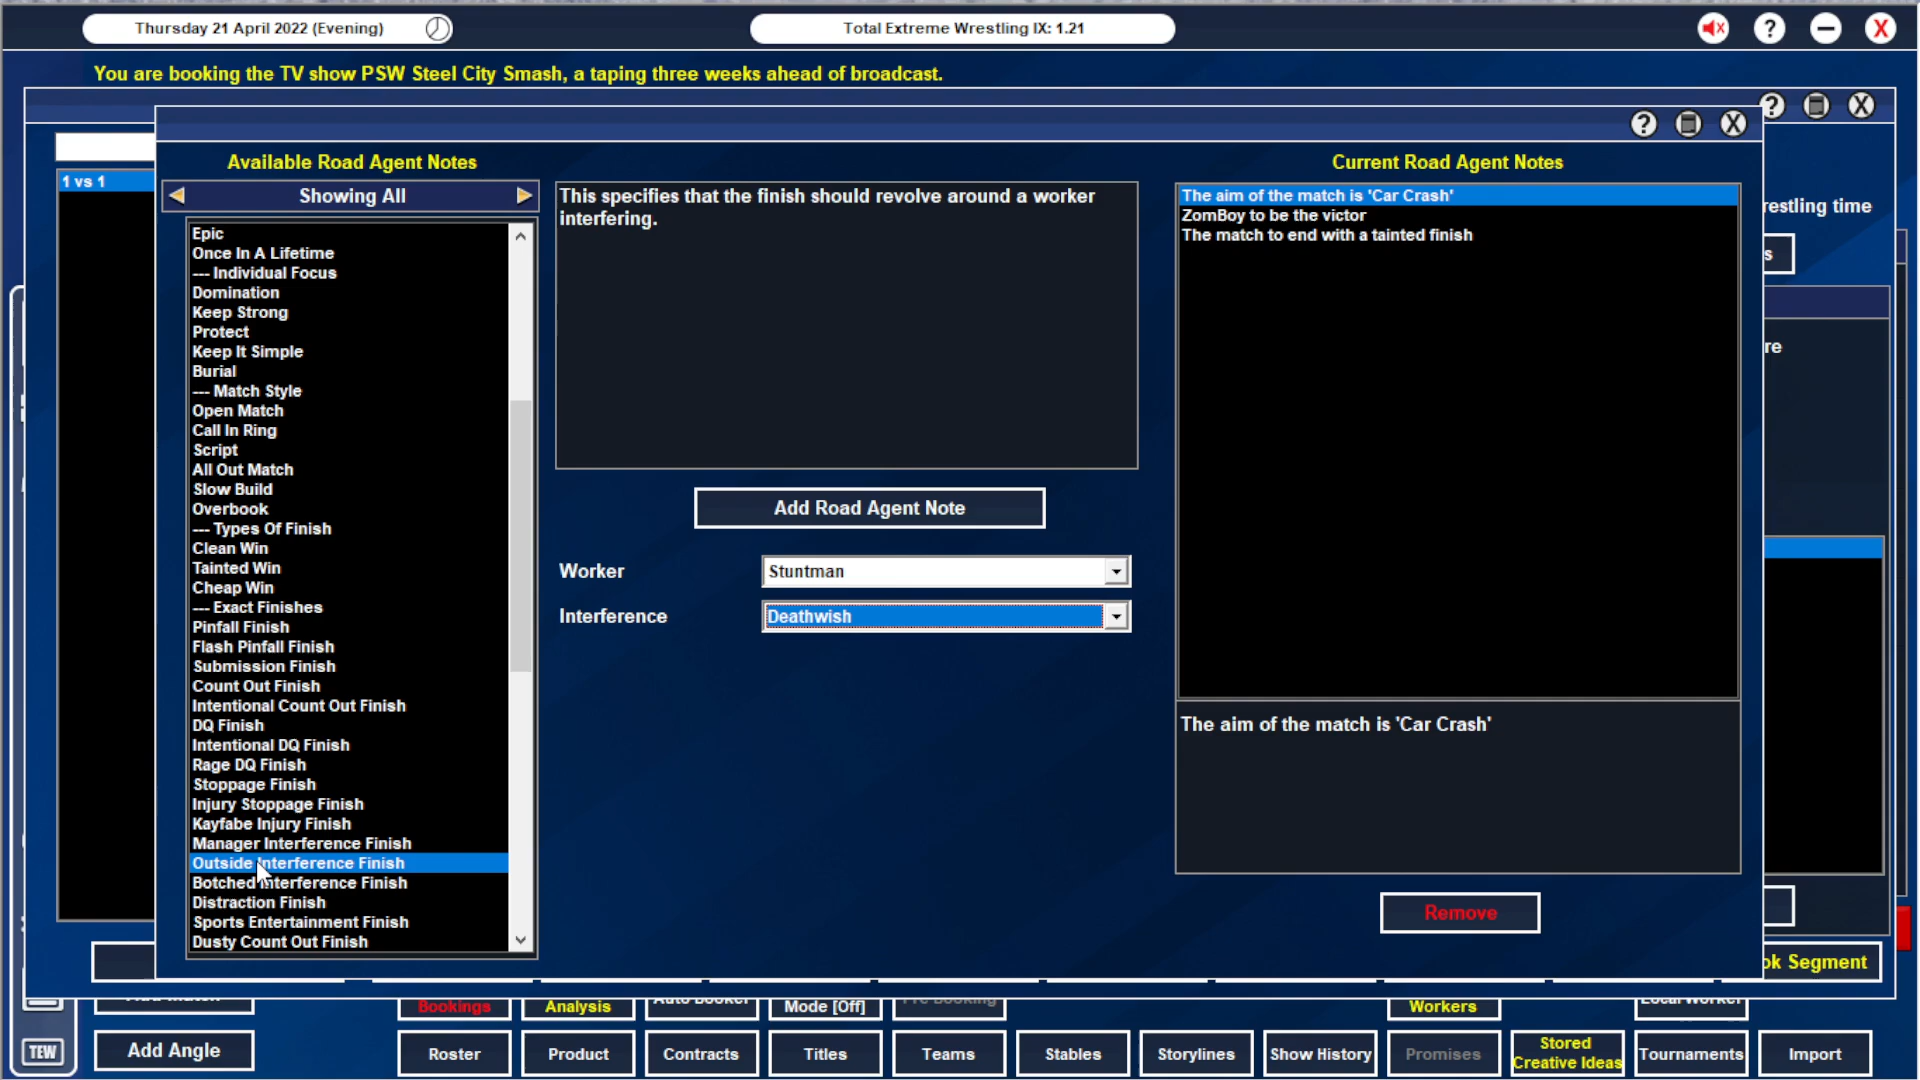 Thursday 21 April 2022 (Evening)
Total Extreme Wrestling IX: 1.21
?
X
You are booking the TV show PSW Steel City Smash, a taping three weeks ahead of broadcast.
?
X
?
X
Available Road Agent Notes
Current Road Agent Notes
1 vs 1
Showing All
Epic
Once In A Lifetime
--- Individual Focus
Domination
Keep Strong
Protect
Keep It Simple
Burial
--- Match Style
Open Match
Call In Ring
Script
All Out Match
Slow Build
Overbook
--- Types Of Finish
Clean Win
Tainted Win
Cheap Win
--- Exact Finishes
Pinfall Finish
Flash Pinfall Finish
Submission Finish
Count Out Finish
Intentional Count Out Finish
DQ Finish
Intentional DQ Finish
Rage DQ Finish
Stoppage Finish
Injury Stoppage Finish
Kayfabe Injury Finish
Manager Interference Finish
Outside Interference Finish
Botched Interference Finish
Distraction Finish
Sports Entertainment Finish
Dusty Count Out Finish
This specifies that the finish should revolve around a worker
interfering.
Add Road Agent Note
Worker
Stuntman
Interference
Deathwish
The aim of the match is 'Car Crash'
ZomBoy to be the victor
The match to end with a tainted finish
The aim of the match is 'Car Crash'
Remove
restling time
s
re
ok Segment
Bookings
Analysis
Auto Booker
Mode [Off]
Pre Booking
Workers
Local Worker
TEW
Add Match
Add Angle
Roster
Product
Contracts
Titles
Teams
Stables
Storylines
Show History
Promises
Stored
Creative Ideas
Tournaments
Import